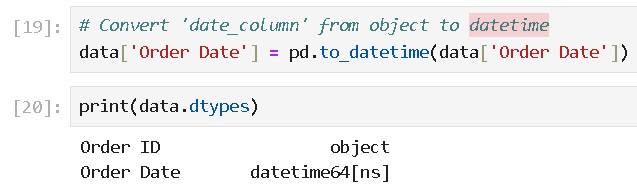 [19]: # Convert 'date_column' from object to datetime
data['Order Date'] = pd.to_datetime(data['Order Date'])
[20]: print(data.dtypes)
Order ID object
Order Date datetime64[ns]